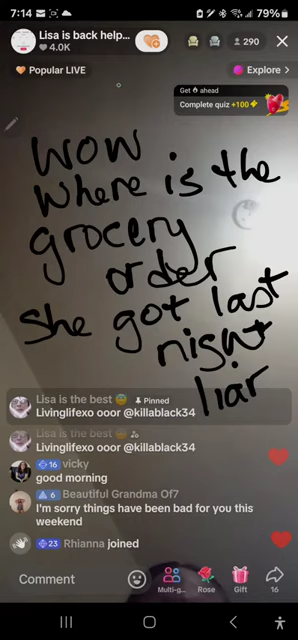 7:14
79%
Lisa is back help...
4.0K
290
Popular LIVE
Explore >
Get ahead
Complete quiz +100
wow
where is the
grocery
order
she got last
night
liar
Lisa is the best 😇 Pinned
Livinglifexo ooor @killablack34
Lisa is the best 😇
Livinglifexo ooor @killablack34
16 vicky
good morning
6 Beautiful Grandma Of7
I'm sorry things have been bad for you this
weekend
23 Rhianna joined
Comment
Multi-g...
Rose
Gift
16